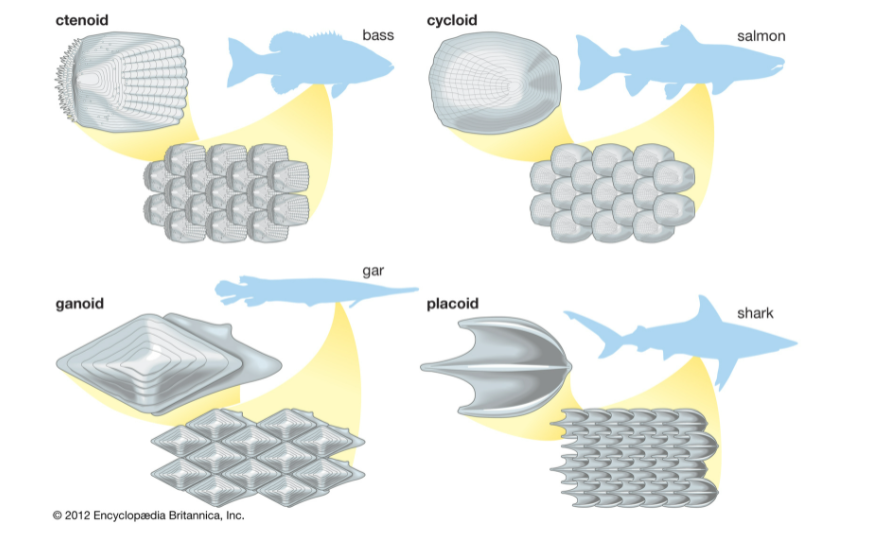 ctenoid
bass
cycloid
salmon
ganoid
gar
placoid
shark
© 2012 Encyclopædia Britannica, Inc.